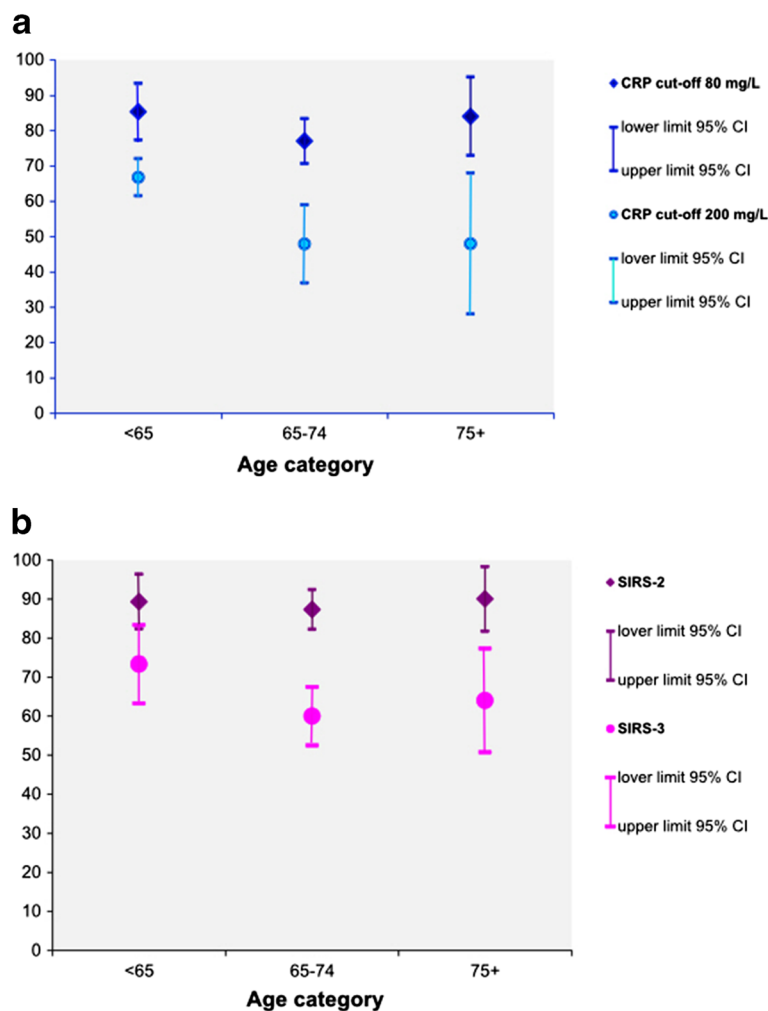 a
100
90
80
70
60
50
40
30
20
10
0
<65
65-74
75+
Age category
CRP cut-off 80 mg/L
lower limit 95% CI
upper limit 95% CI
CRP cut-off 200 mg/L
lover limit 95% CI
upper limit 95% CI
b
100
90
80
70
60
50
40
30
20
10
0
<65
65-74
75+
Age category
SIRS-2
lover limit 95% CI
upper limit 95% CI
SIRS-3
lover limit 95% CI
upper limit 95% CI